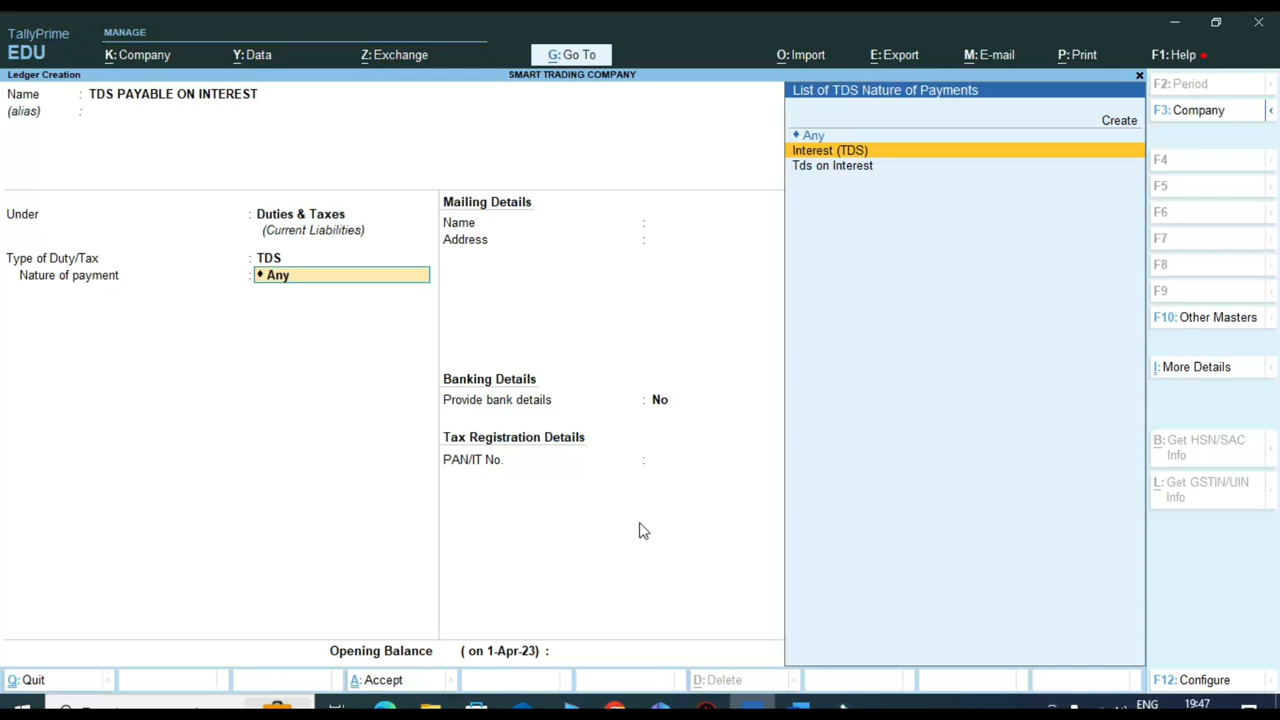 TallyPrime
EDU
MANAGE
K: Company
Y: Data
Z: Exchange
G: Go To
O: Import
E: Export
M: E-mail
P: Print
F1: Help
Ledger Creation
SMART TRADING COMPANY
Name : TDS PAYABLE ON INTEREST
(alias) :
Under : Duties & Taxes
(Current Liabilities)
Type of Duty/Tax : TDS
Nature of payment : ♦ Any
Mailing Details
Name :
Address :
Banking Details
Provide bank details : No
Tax Registration Details
PAN/IT No. :
Opening Balance ( on 1-Apr-23) :
List of TDS Nature of Payments
Create
♦ Any
Interest (TDS)
Tds on Interest
F2: Period
F3: Company
F4
F5
F6
F7
F8
F9
F10: Other Masters
I: More Details
B: Get HSN/SAC
Info
L: Get GSTIN/UIN
Info
Q: Quit
A: Accept
D: Delete
F12: Configure
ENG
19:47